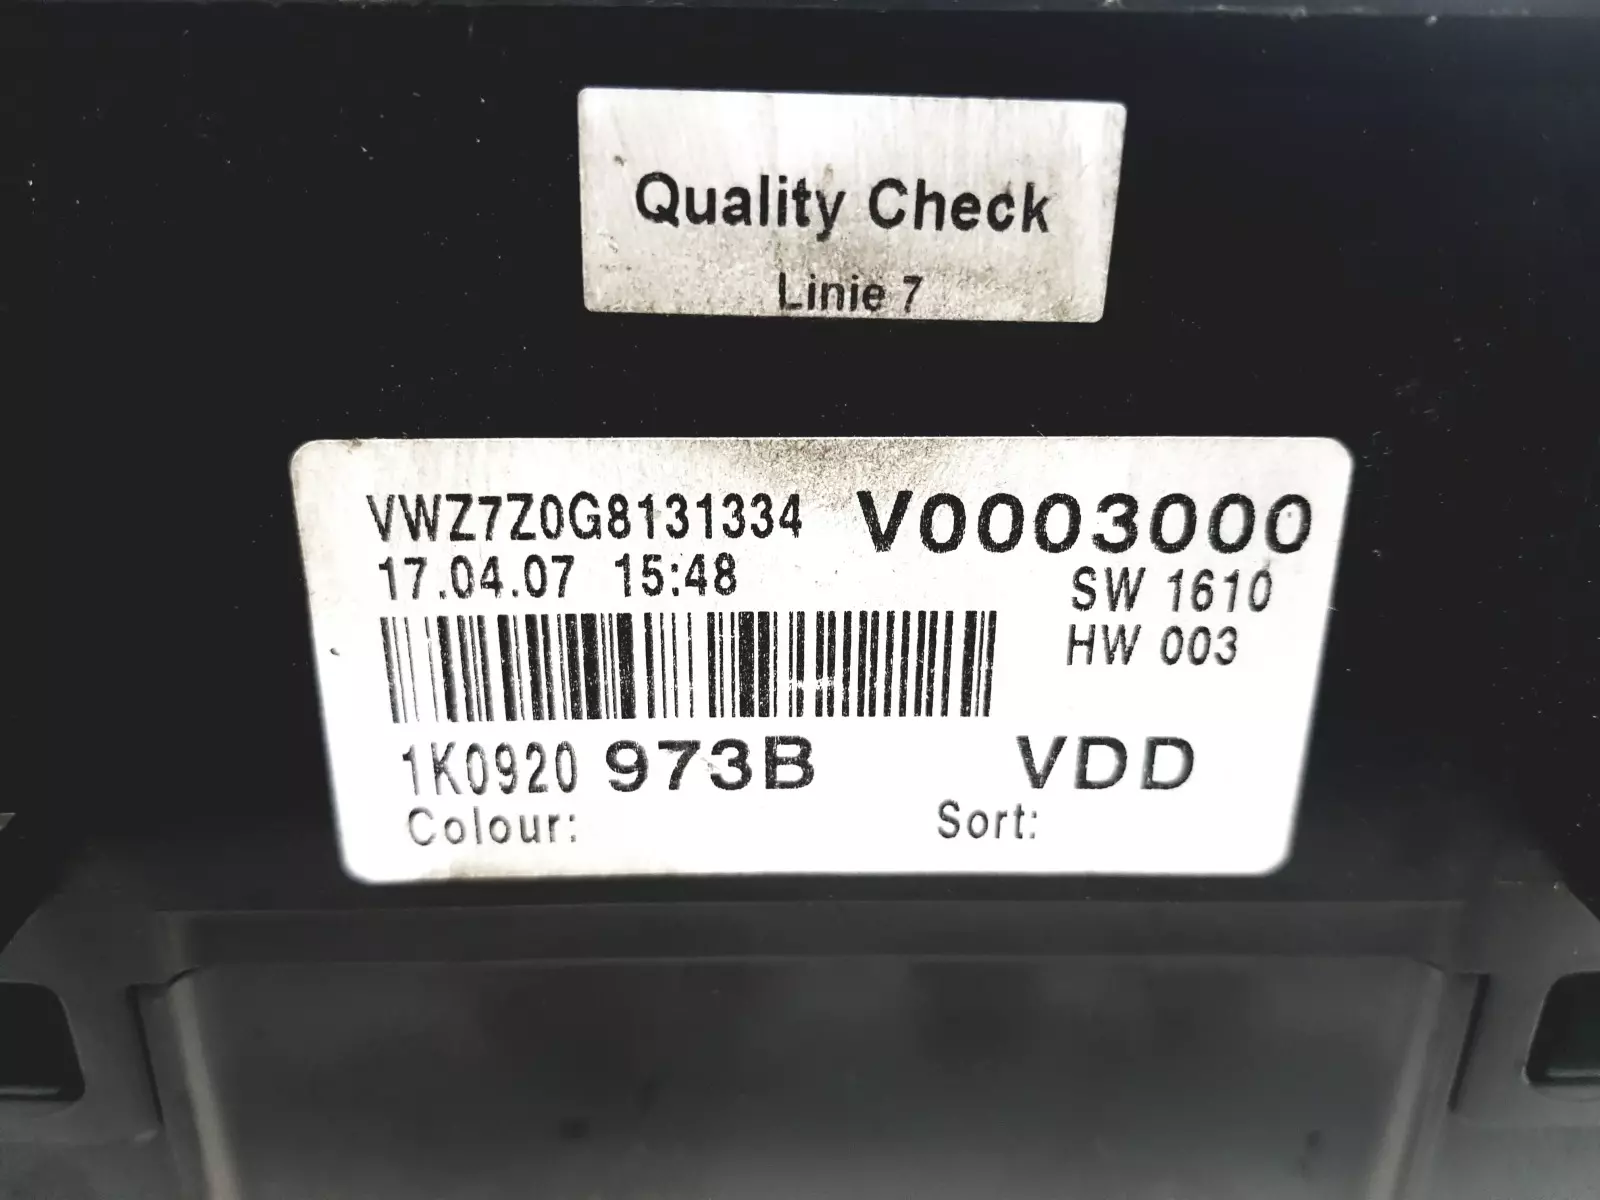 Quality Check
Linie 7
VWZ7Z0G8131334 V0003000
17.04.07 15:48 SW 1610
HW 003
1K0920 973B VDD
Colour: Sort: